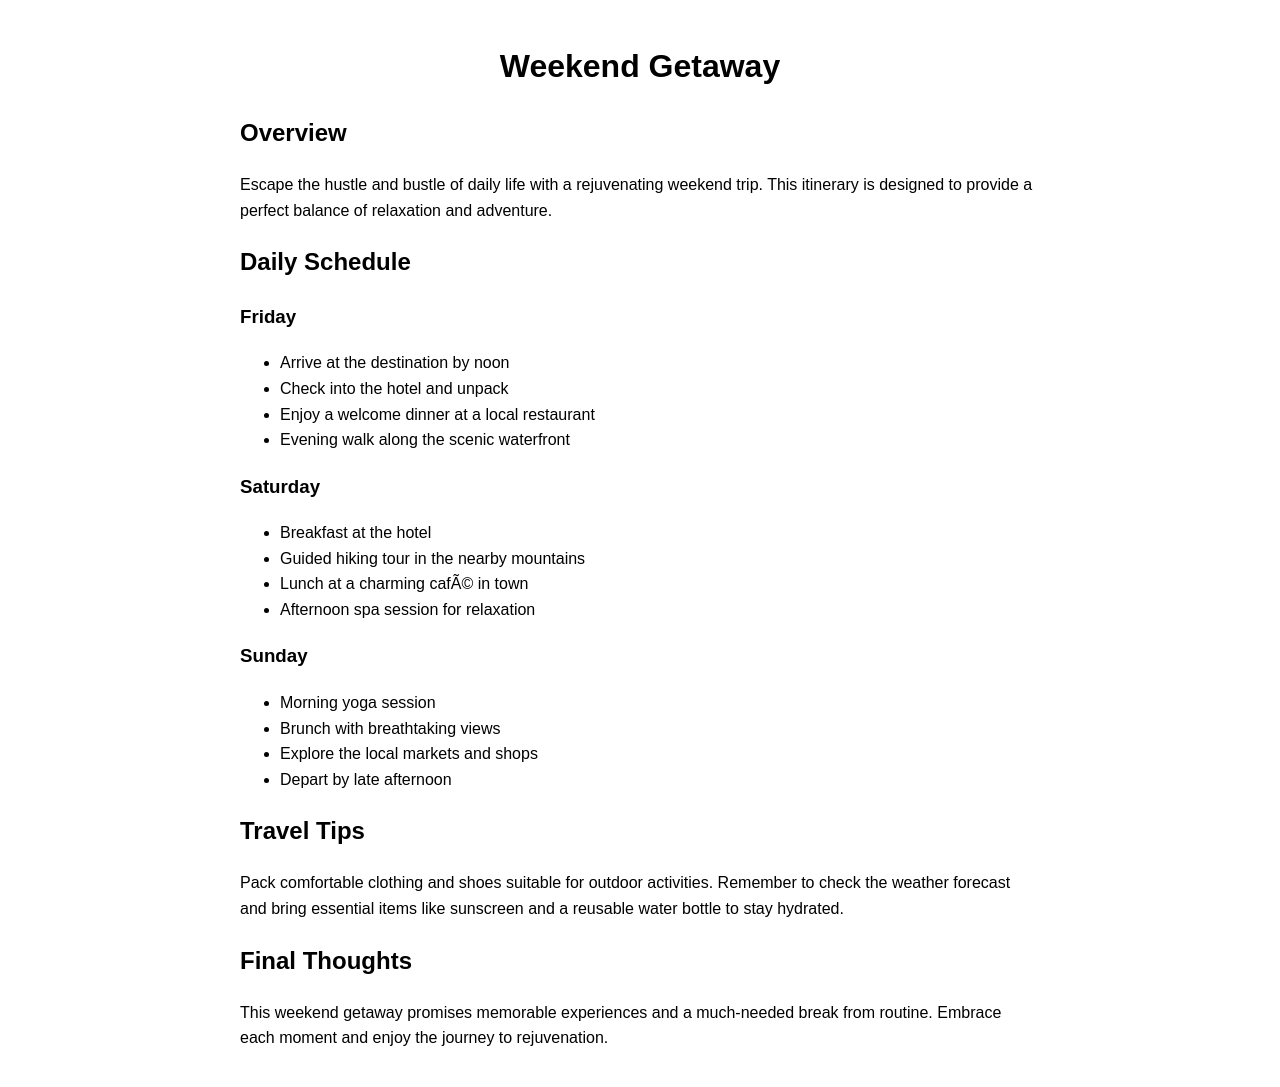 Weekend Getaway
Overview
Escape the hustle and bustle of daily life with a rejuvenating weekend trip. This itinerary is designed to provide a
perfect balance of relaxation and adventure.
Daily Schedule
Friday
• Arrive at the destination by noon
• Check into the hotel and unpack
• Enjoy a welcome dinner at a local restaurant
• Evening walk along the scenic waterfront
Saturday
• Breakfast at the hotel
• Guided hiking tour in the nearby mountains
• Lunch at a charming cafÃ© in town
• Afternoon spa session for relaxation
Sunday
• Morning yoga session
• Brunch with breathtaking views
• Explore the local markets and shops
• Depart by late afternoon
Travel Tips
Pack comfortable clothing and shoes suitable for outdoor activities. Remember to check the weather forecast
and bring essential items like sunscreen and a reusable water bottle to stay hydrated.
Final Thoughts
This weekend getaway promises memorable experiences and a much-needed break from routine. Embrace
each moment and enjoy the journey to rejuvenation.